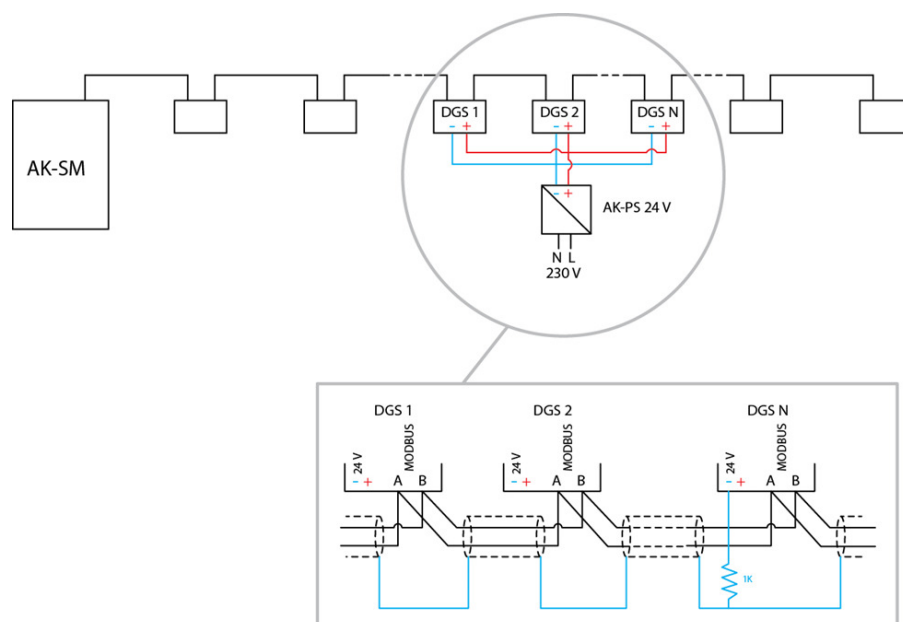 DGS 1
DGS 2
DGS N
- +
- +
- +
AK-SM
- +
AK-PS 24 V
N L
230 V
DGS 1
DGS 2
DGS N
24 V
MODBUS
24 V
MODBUS
24 V
MODBUS
- + A B
- + A B
- + A B
1K